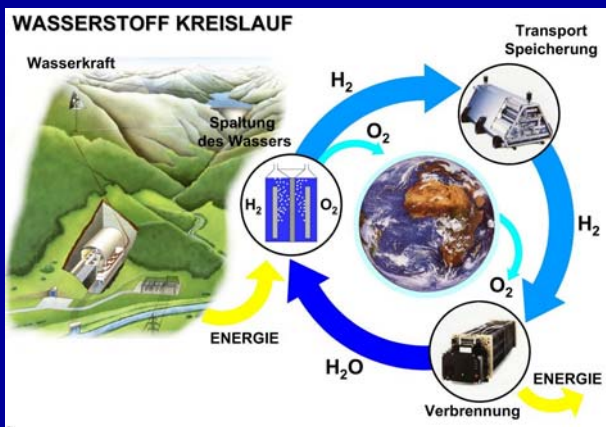 WASSERSTOFF KREISLAUF
Wasserkraft
Spaltung
des Wassers
H₂
O₂
ENERGIE
H₂
O₂
Transport
Speicherung
H₂
O₂
H₂O
Verbrennung
ENERGIE